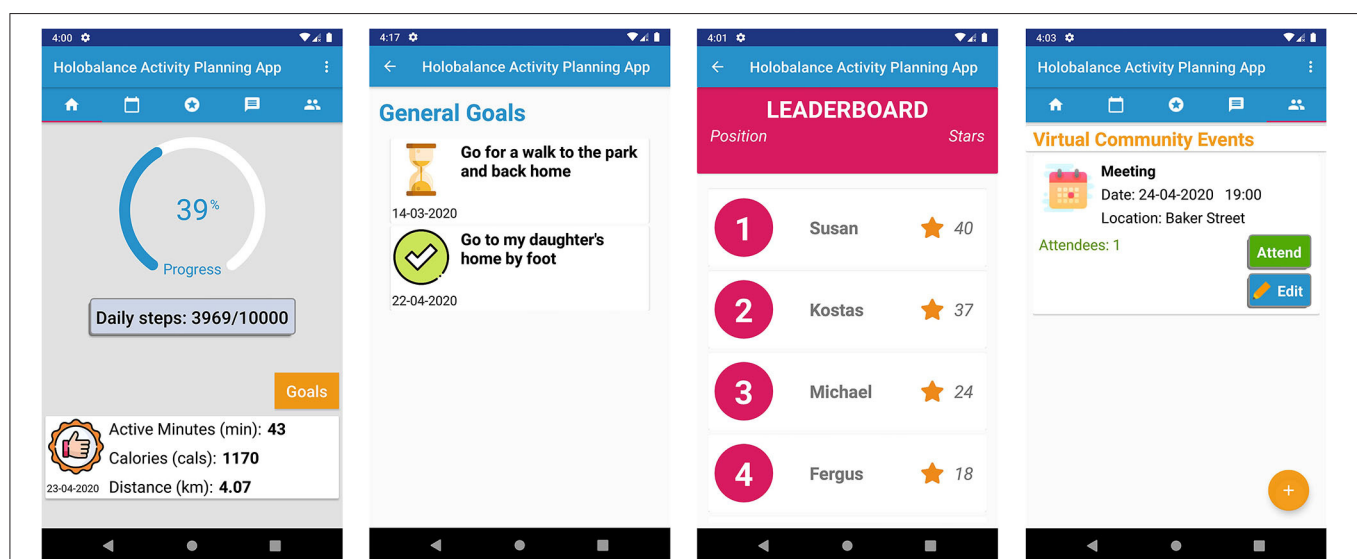 4:00
Holobalance Activity Planning App
39%
Progress
Daily steps: 3969/10000
Goals
Active Minutes (min): 43
Calories (cals): 1170
23-04-2020 Distance (km): 4.07
4:17
Holobalance Activity Planning App
General Goals
Go for a walk to the park
and back home
14-03-2020
Go to my daughter's
home by foot
22-04-2020
4:01
Holobalance Activity Planning App
LEADERBOARD
Position Stars
1 Susan 40
2 Kostas 37
3 Michael 24
4 Fergus 18
4:03
Holobalance Activity Planning App
Virtual Community Events
Meeting
Date: 24-04-2020 19:00
Location: Baker Street
Attendees: 1
Attend
Edit
+